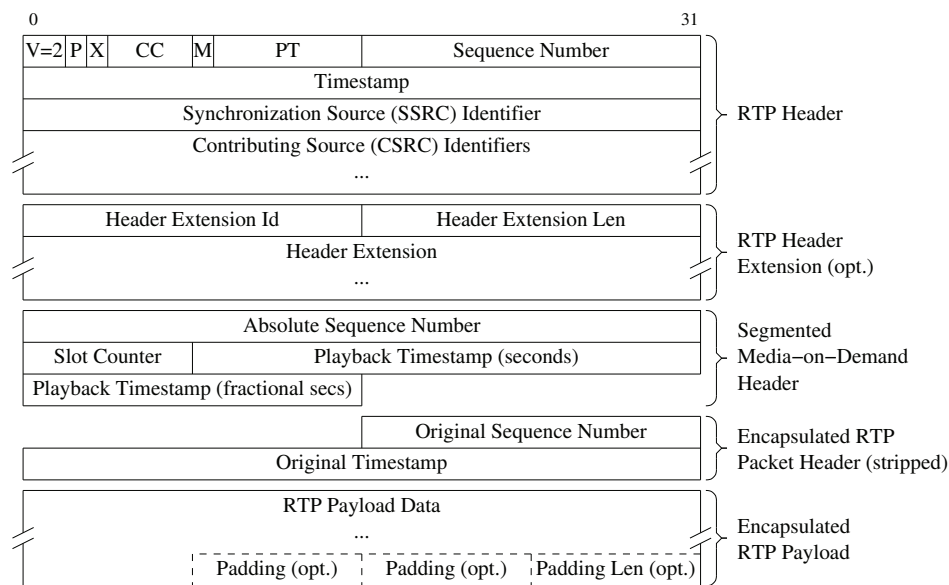 0 31
V=2 P X CC M PT Sequence Number
Timestamp
Synchronization Source (SSRC) Identifier
Contributing Source (CSRC) Identifiers
...
RTP Header
Header Extension Id Header Extension Len
Header Extension
...
RTP Header
Extension (opt.)
Absolute Sequence Number
Slot Counter Playback Timestamp (seconds)
Playback Timestamp (fractional secs)
Segmented
Media−on−Demand
Header
Original Sequence Number
Original Timestamp
Encapsulated RTP
Packet Header (stripped)
RTP Payload Data
...
Padding (opt.) Padding (opt.) Padding Len (opt.)
Encapsulated
RTP Payload